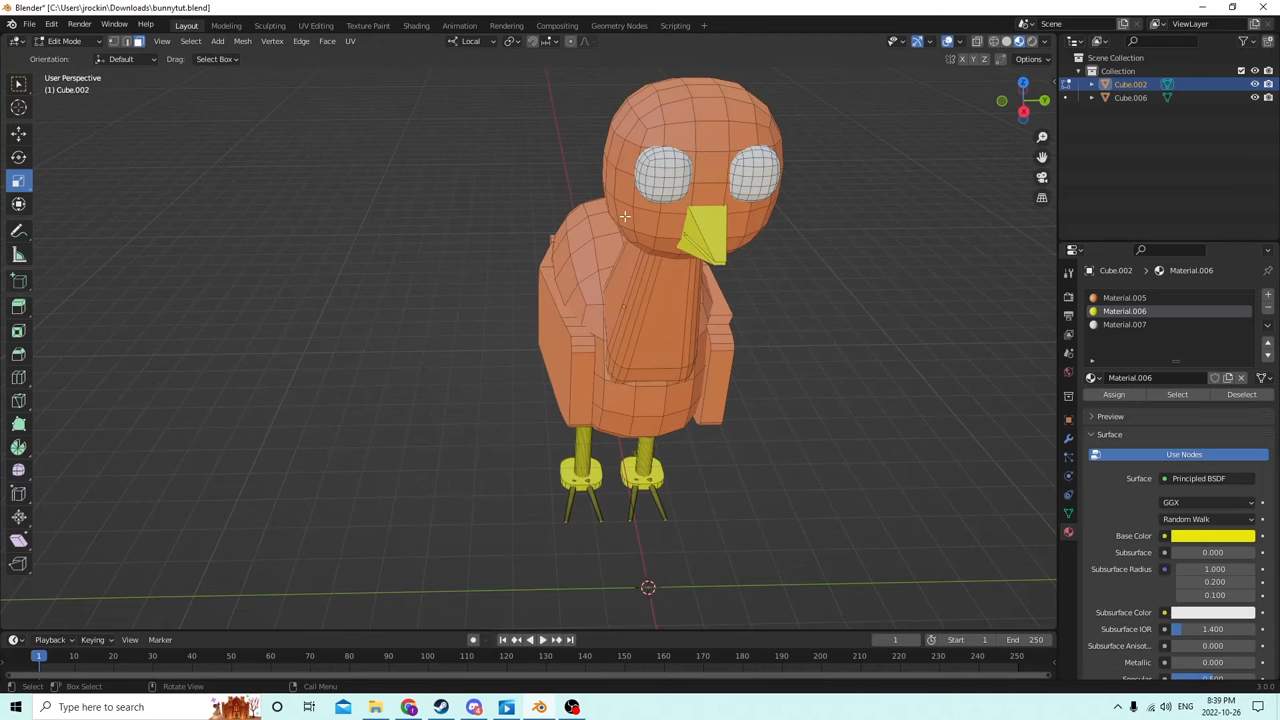 Blender* [C:\Users\jrockin\Downloads\bunnytut.blend]
File Edit Render Window Help Layout Modeling Sculpting UV Editing Texture Paint Shading Animation Rendering Compositing Geometry Nodes Scripting + Scene ViewLayer
Edit Mode View Select Add Mesh Vertex Edge Face UV Local
Orientation: Default Drag: Select Box X Y Z Options
User Perspective
(1) Cube.002
Z
Y
X
Scene Collection
Collection
Cube.002
Cube.006
Cube.002 > Material.006
Material.005
Material.006
Material.007
Material.006
Assign Select Deselect
Preview
Surface
Use Nodes
Surface Principled BSDF
GGX
Random Walk
Base Color
Subsurface 0.000
Subsurface Radius 1.000
0.200
0.100
Subsurface Color
Subsurface IOR 1.400
Subsurface Anisot... 0.000
Metallic 0.000
Playback Keying View Marker 1 Start 1 End 250
1 10 20 30 40 50 60 70 80 90 100 110 120 130 140 150 160 170 180 190 200 210 220 230 240 250
Select Box Select Rotate View Call Menu 3.0.0
Type here to search ENG 8:39 PM
2022-10-26